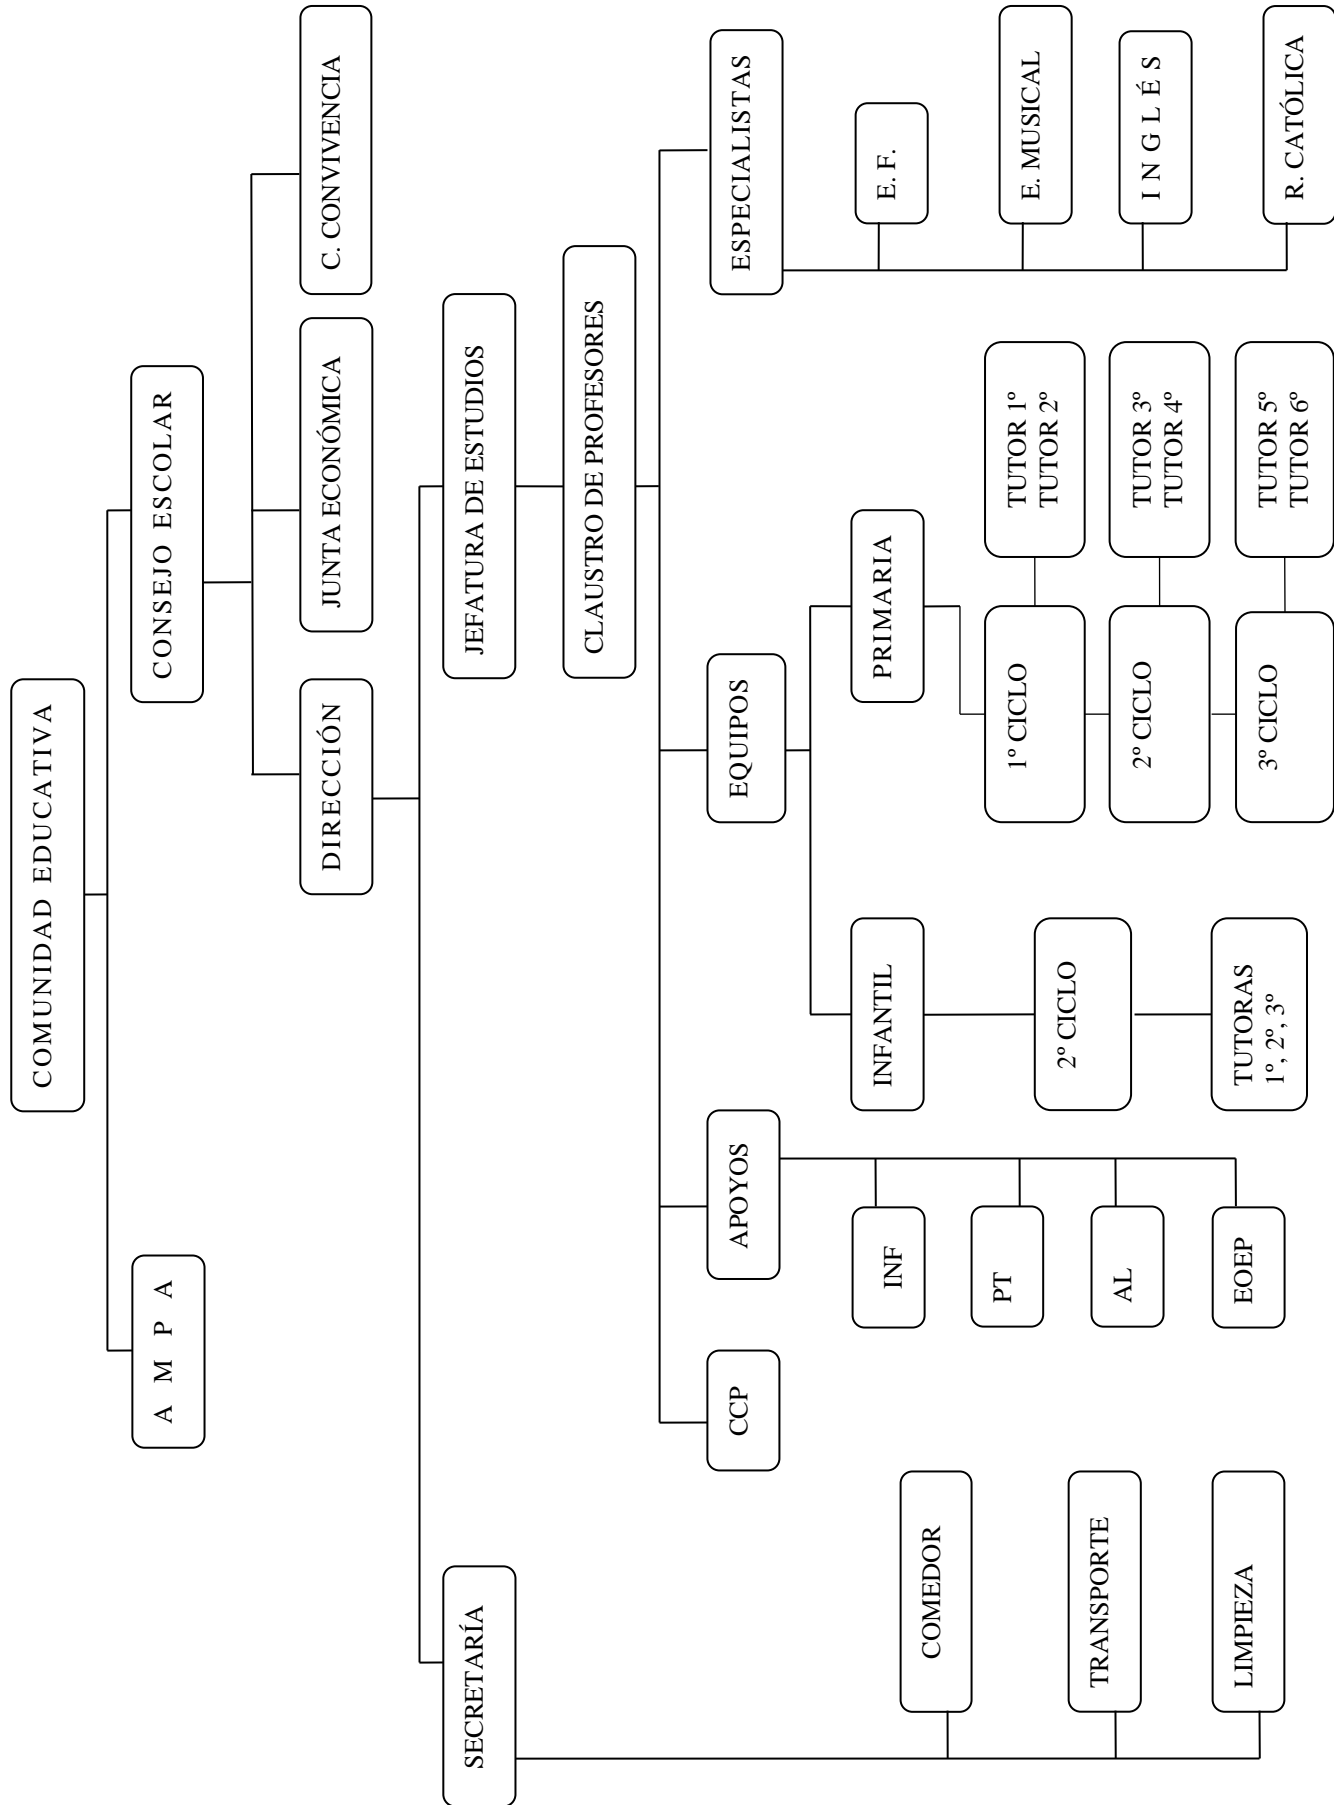 COMUNIDAD EDUCATIVA
A M P A
CONSEJO ESCOLAR
DIRECCIÓN
JUNTA ECONÓMICA
C. CONVIVENCIA
SECRETARÍA
JEFATURA DE ESTUDIOS
CLAUSTRO DE PROFESORES
CCP
APOYOS
EQUIPOS
ESPECIALISTAS
COMEDOR
TRANSPORTE
LIMPIEZA
INF
PT
AL
EOEP
INFANTIL
2º CICLO
TUTORAS
1º, 2º, 3º
PRIMARIA
1º CICLO
TUTOR 1º
TUTOR 2º
2º CICLO
TUTOR 3º
TUTOR 4º
3º CICLO
TUTOR 5º
TUTOR 6º
E. F.
E. MUSICAL
I N G L É S
R. CATÓLICA